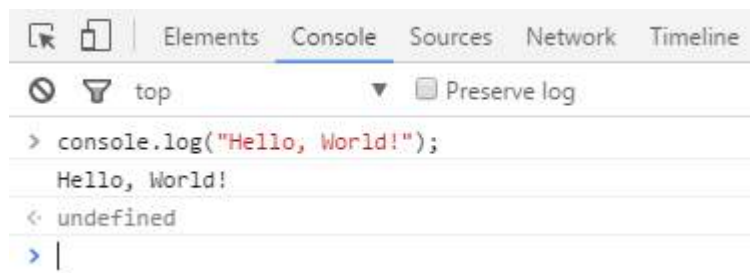 Elements Console Sources Network Timeline
top Preserve log
> console.log("Hello, World!");
Hello, World!
<· undefined
>